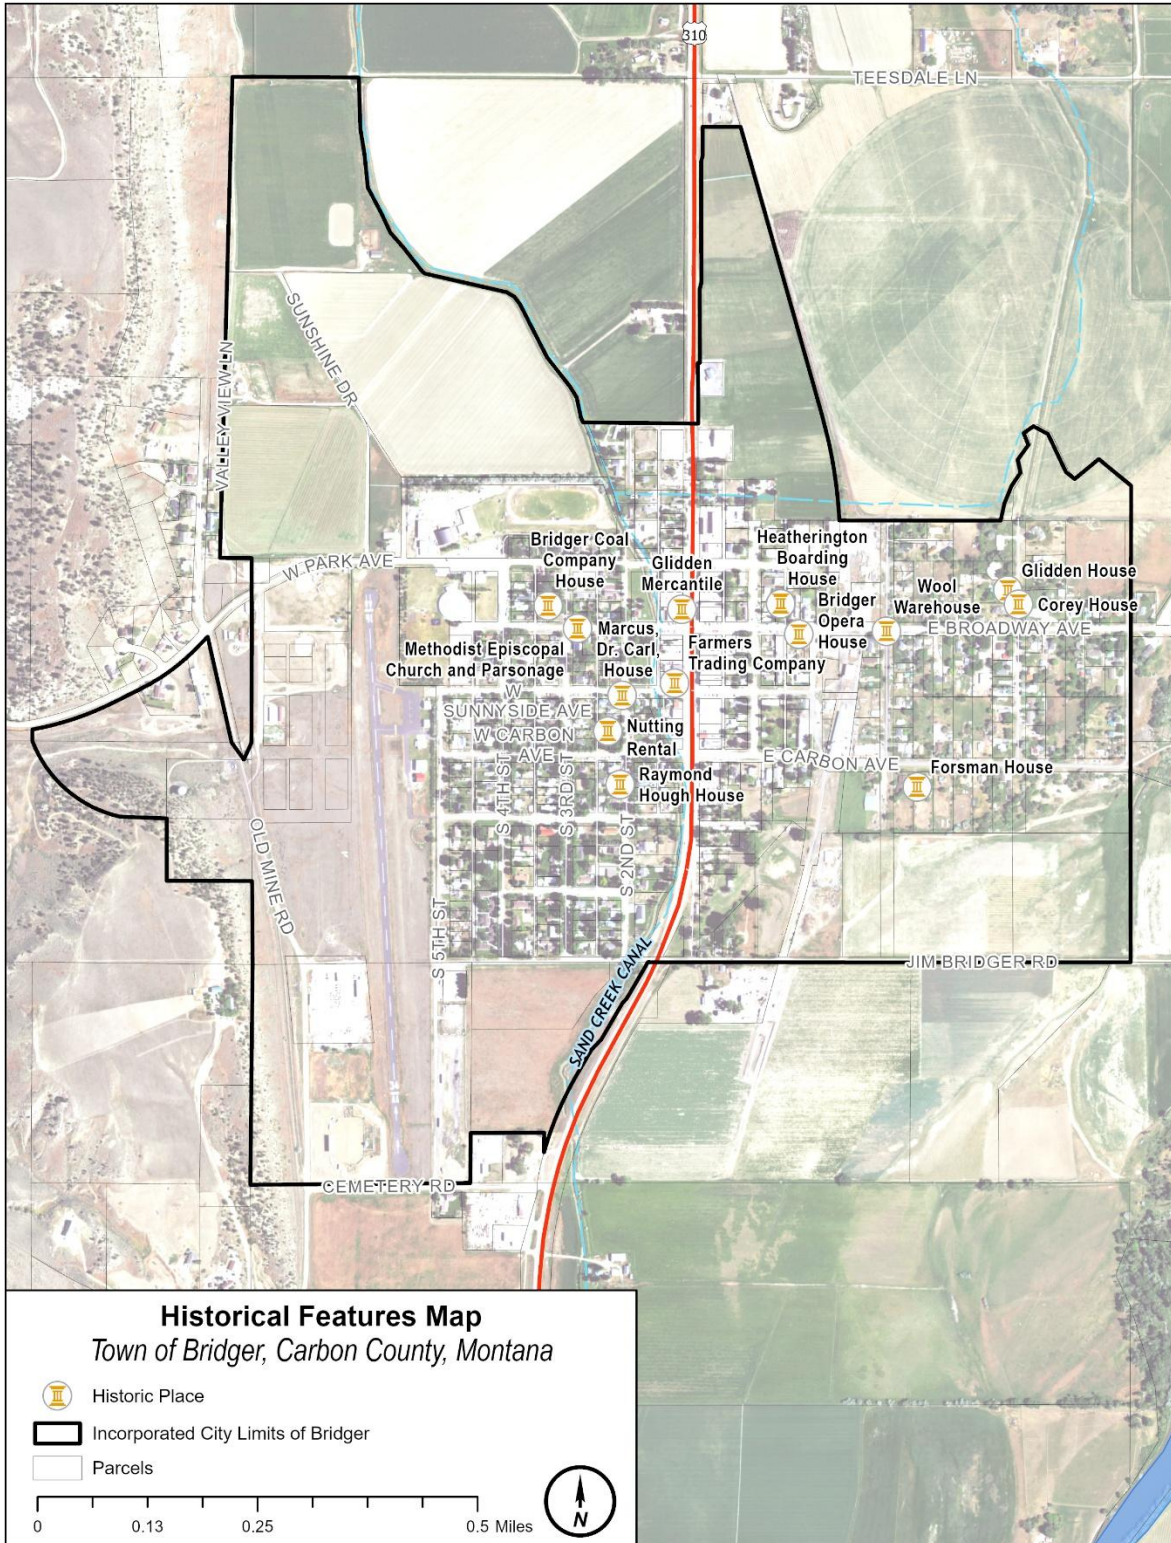 310
TEESDALE LN
SUNSHINE DR
VALLEY VIEW LN
W PARK AVE
Bridger Coal
Company
House
Glidden
Mercantile
Heatherington
Boarding
House
Bridger
Opera
House
Wool
Warehouse
Glidden House
Corey House
E BROADWAY AVE
Methodist Episcopal
Church and Parsonage
Marcus,
Dr. Carl,
House
Farmers
Trading Company
W
SUNNYSIDE AVE
W CARBON
AVE
Nutting
Rental
E CARBON AVE
Forsman House
Raymond
Hough House
S 4TH ST
S 3RD ST
S 2ND ST
OLD MINE RD
S 5TH ST
SAND CREEK CANAL
JIM BRIDGER RD
CEMETERY RD
Historical Features Map
Town of Bridger, Carbon County, Montana
Historic Place
Incorporated City Limits of Bridger
Parcels
0 0.13 0.25 0.5 Miles
N